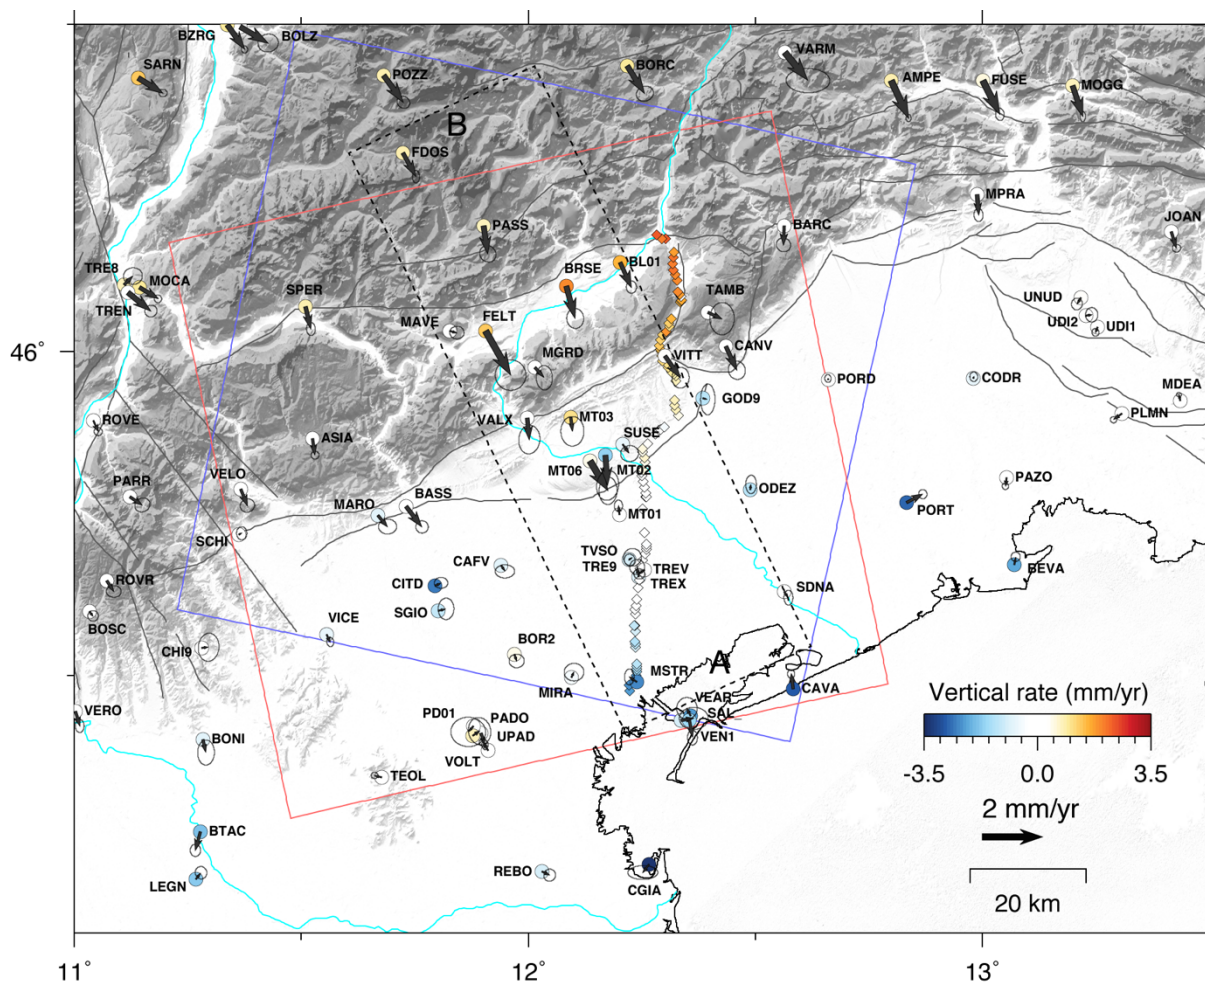 BZRG
BOLZ
SARN
POZZ
BORC
VARM
AMPE
FUSE
MOGG
B
FDOS
MPRA
PASS
BARC
JOAN
TRE8
MOCA
BRSE
BL01
TREN
SPER
TAMB
UNUD
FELT
MAVE
UDI2
UDI1
46°
MGRD
VITT
CANV
PORD
CODR
MDEA
GOD9
PLMN
ROVE
VALX
MT03
ASIA
SUSE
VELO
MT06
MT02
PARR
PAZO
ODEZ
MARO
BASS
MT01
PORT
SCHI
TVSO
CAFV
TRE9
TREV
BEVA
ROVR
CITD
TREX
SDNA
SGIO
BOSC
VICE
CHI9
BOR2
A
MSTR
MIRA
CAVA
VEAR
VERO
PD01
PADO
SAL
UPAD
VEN1
BONI
VOLT
TEOL
BTAC
REBO
LEGN
CGIA
Vertical rate (mm/yr)
-3.5 0.0 3.5
2 mm/yr
20 km
11° 12° 13°